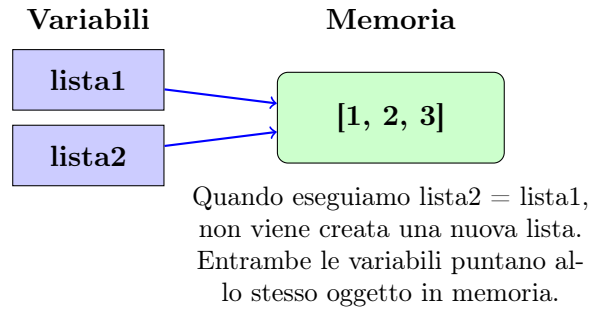 Variabili
Memoria
lista1
[1, 2, 3]
lista2
Quando eseguiamo lista2 = lista1,
non viene creata una nuova lista.
Entrambe le variabili puntano al-
lo stesso oggetto in memoria.